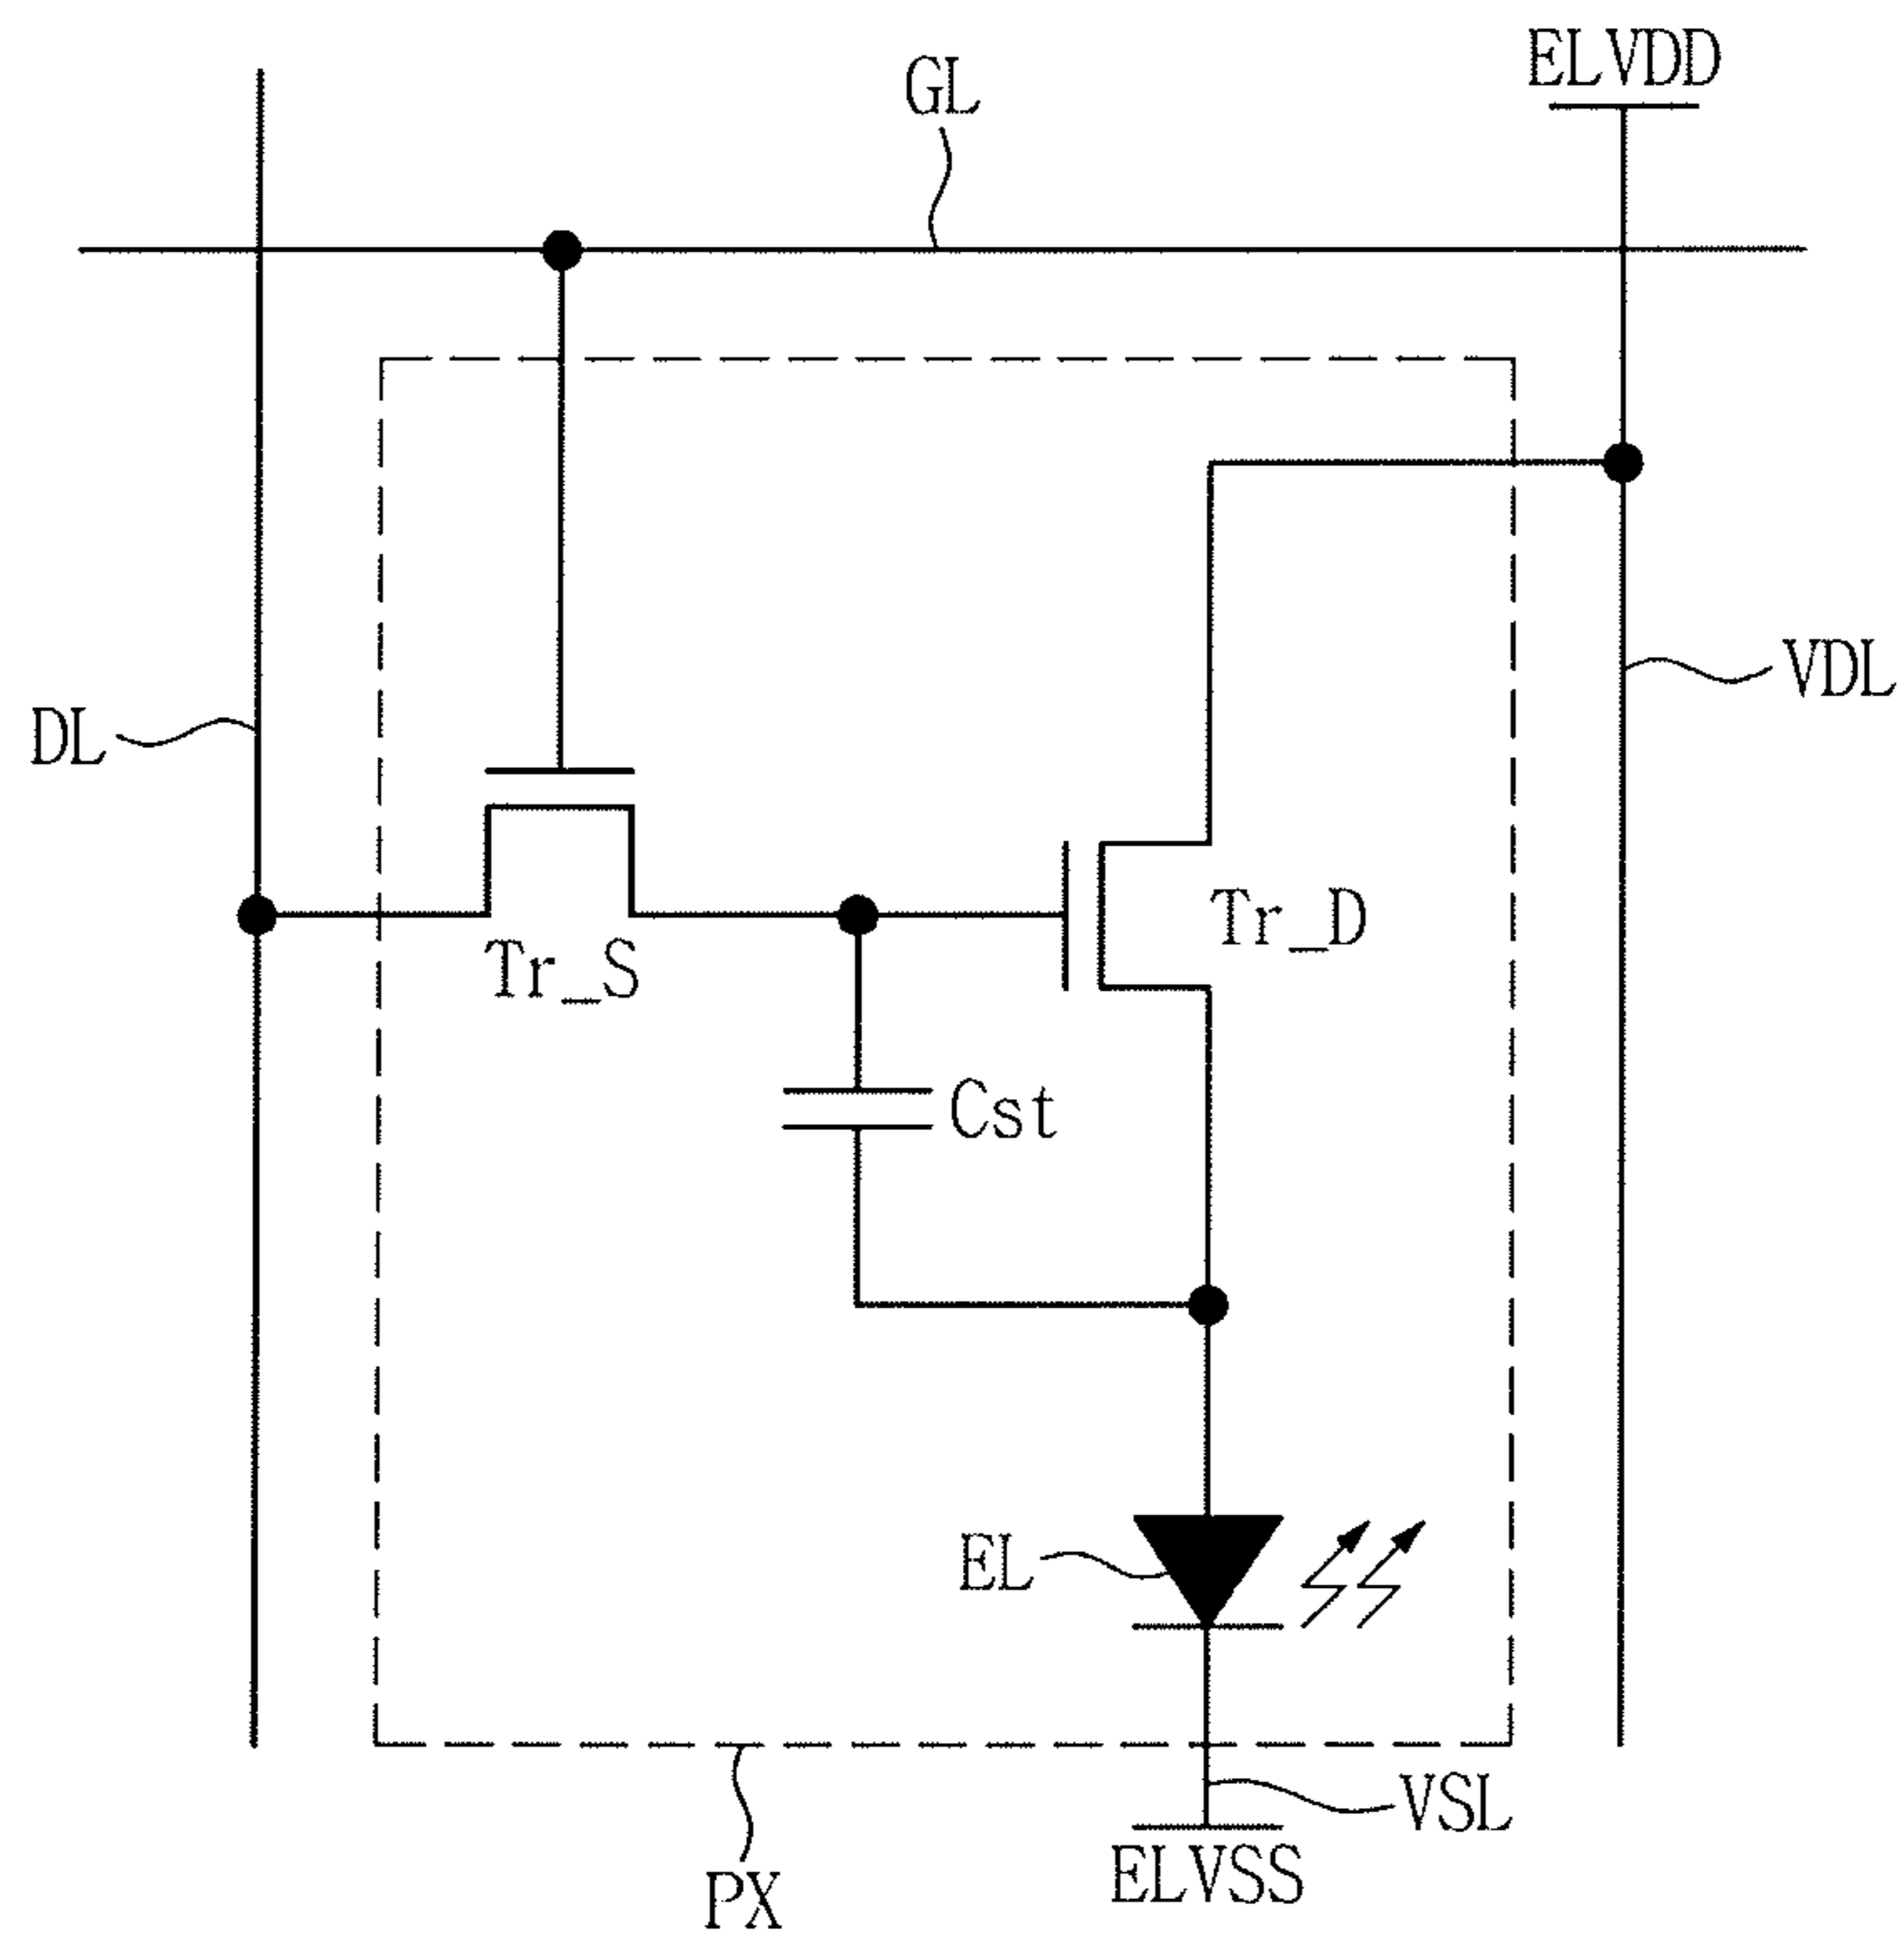 ELVDD
GL
VDL
DL
Tr_D
Tr_S
Cst
EL
VSL
ELVSS
PX